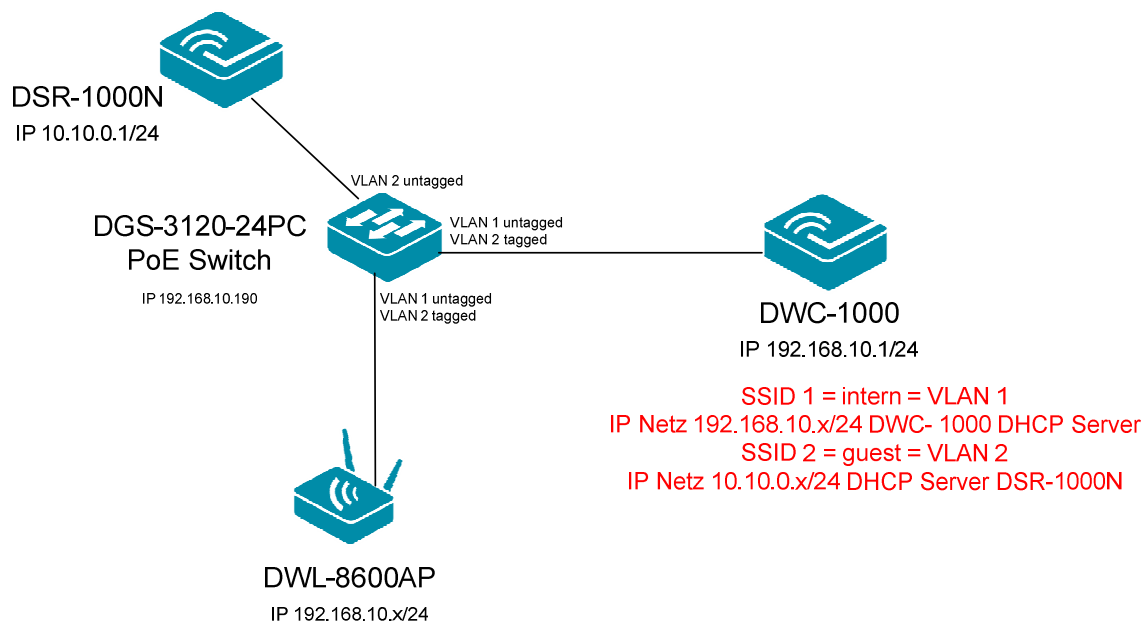 DSR-1000N
IP 10.10.0.1/24
VLAN 2 untagged
DGS-3120-24PC
PoE Switch
IP 192.168.10.190
VLAN 1 untagged
VLAN 2 tagged
VLAN 1 untagged
VLAN 2 tagged
DWC-1000
IP 192.168.10.1/24
SSID 1 = intern = VLAN 1
IP Netz 192.168.10.x/24 DWC- 1000 DHCP Server
SSID 2 = guest = VLAN 2
IP Netz 10.10.0.x/24 DHCP Server DSR-1000N
DWL-8600AP
IP 192.168.10.x/24